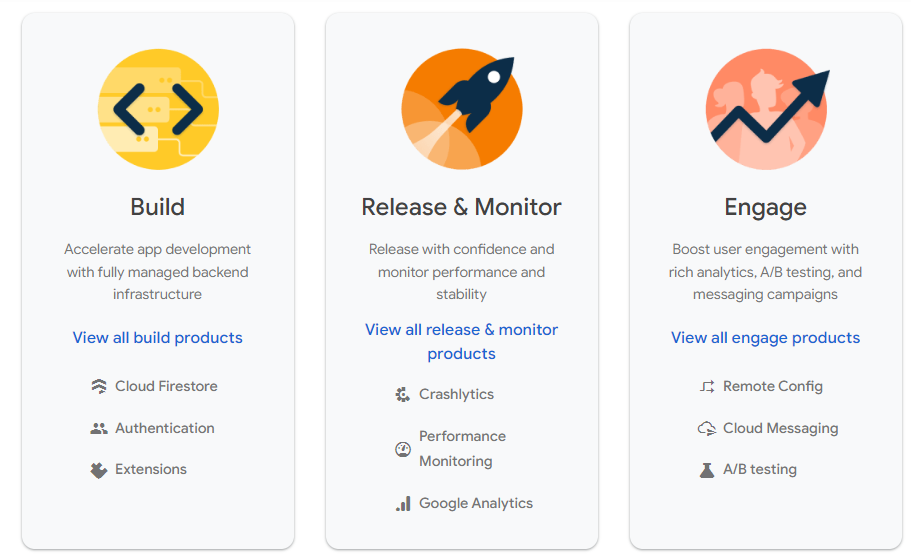 Build
Accelerate app development
with fully managed backend
infrastructure
View all build products
Cloud Firestore
Authentication
Extensions
Release & Monitor
Release with confidence and
monitor performance and
stability
View all release & monitor
products
Crashlytics
Performance
Monitoring
Google Analytics
Engage
Boost user engagement with
rich analytics, A/B testing, and
messaging campaigns
View all engage products
Remote Config
Cloud Messaging
A/B testing